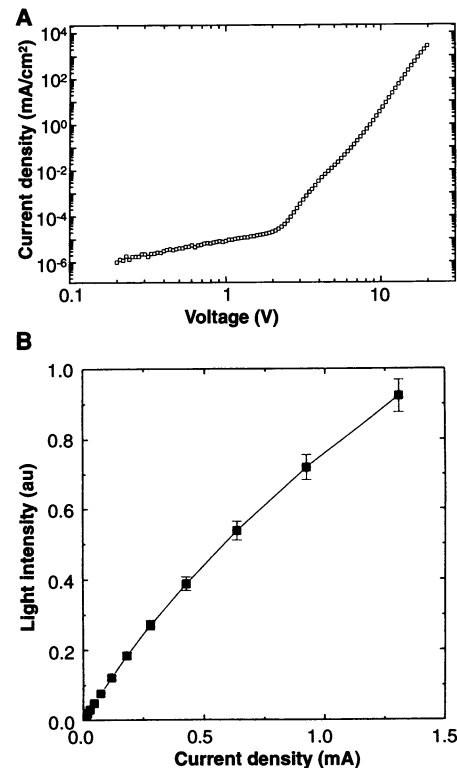 A
Current density (mA/cm²)
10⁴
10²
10⁰
10⁻²
10⁻⁴
10⁻⁶
0.1 1 10
Voltage (V)
B
Light intensity (au)
1.0
0.8
0.6
0.4
0.2
0.0
0.0 0.5 1.0 1.5
Current density (mA)